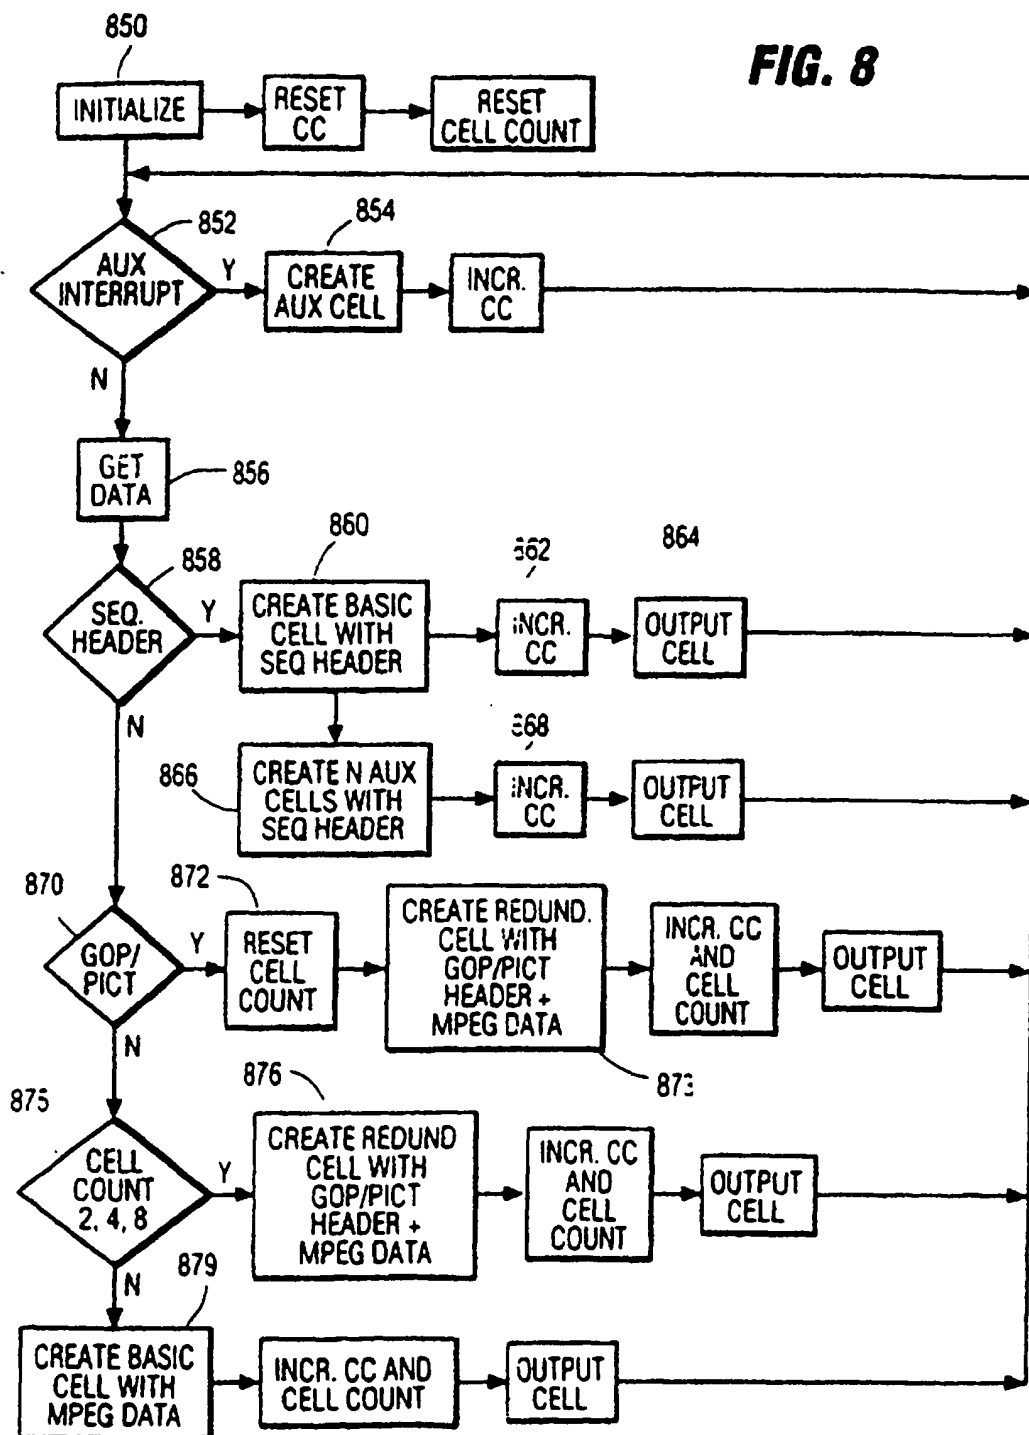 850
FIG. 8
INITIALIZE
RESET
CC
RESET
CELL COUNT
852
854
AUX
INTERRUPT
Y
CREATE
AUX CELL
INCR.
CC
N
GET
DATA
856
858
860
862
864
SEQ.
HEADER
Y
CREATE BASIC
CELL WITH
SEQ HEADER
INCR.
CC
OUTPUT
CELL
N
866
868
CREATE N AUX
CELLS WITH
SEQ HEADER
INCR.
CC
OUTPUT
CELL
870
872
GOP/
PICT
Y
RESET
CELL
COUNT
CREATE REDUND.
CELL WITH
GOP/PICT
HEADER +
MPEG DATA
INCR. CC
AND
CELL
COUNT
OUTPUT
CELL
N
873
875
876
CELL
COUNT
2, 4, 8
Y
CREATE REDUND
CELL WITH
GOP/PICT
HEADER +
MPEG DATA
INCR. CC
AND
CELL
COUNT
OUTPUT
CELL
N
879
CREATE BASIC
CELL WITH
MPEG DATA
INCR. CC AND
CELL COUNT
OUTPUT
CELL